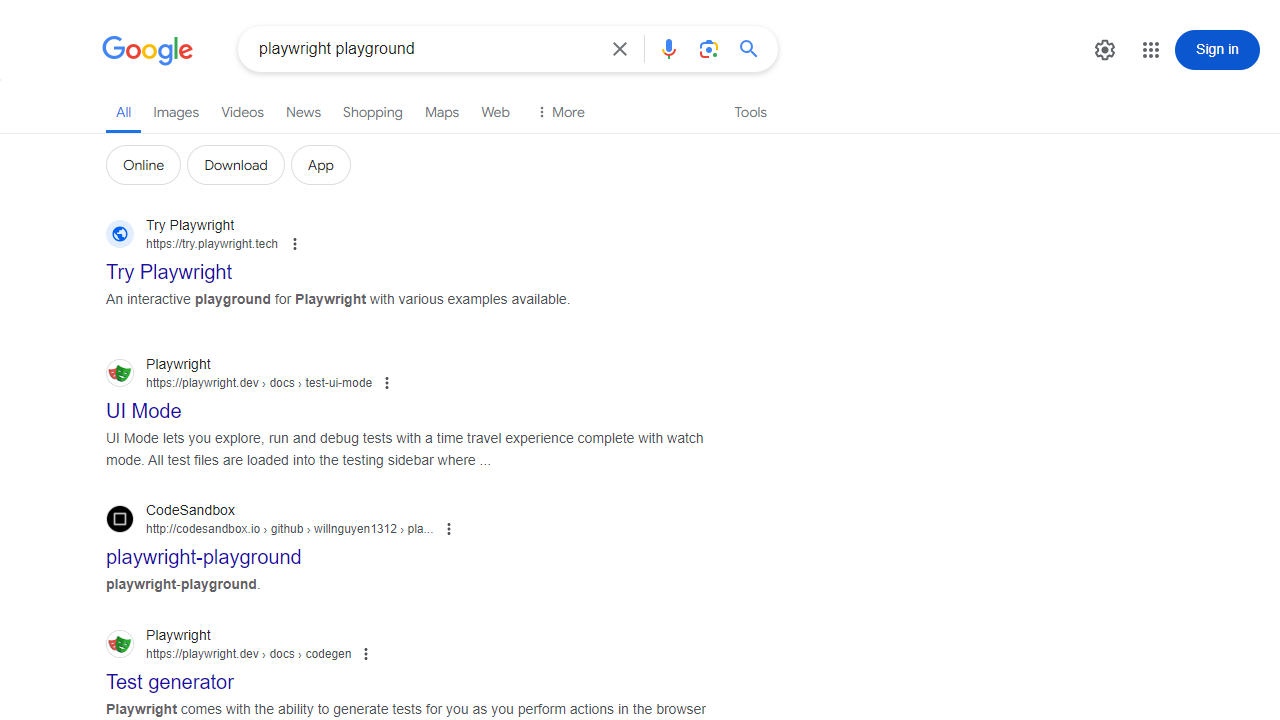 Google
playwright playground
Sign in
All Images Videos News Shopping Maps Web More Tools
Online Download App
Try Playwright
https://try.playwright.tech
Try Playwright
An interactive playground for Playwright with various examples available.
Playwright
https://playwright.dev › docs › test-ui-mode
UI Mode
UI Mode lets you explore, run and debug tests with a time travel experience complete with watch
mode. All test files are loaded into the testing sidebar where ...
CodeSandbox
http://codesandbox.io › github › willnguyen1312 › pla...
playwright-playground
playwright-playground.
Playwright
https://playwright.dev › docs › codegen
Test generator
Playwright comes with the ability to generate tests for you as you perform actions in the browser